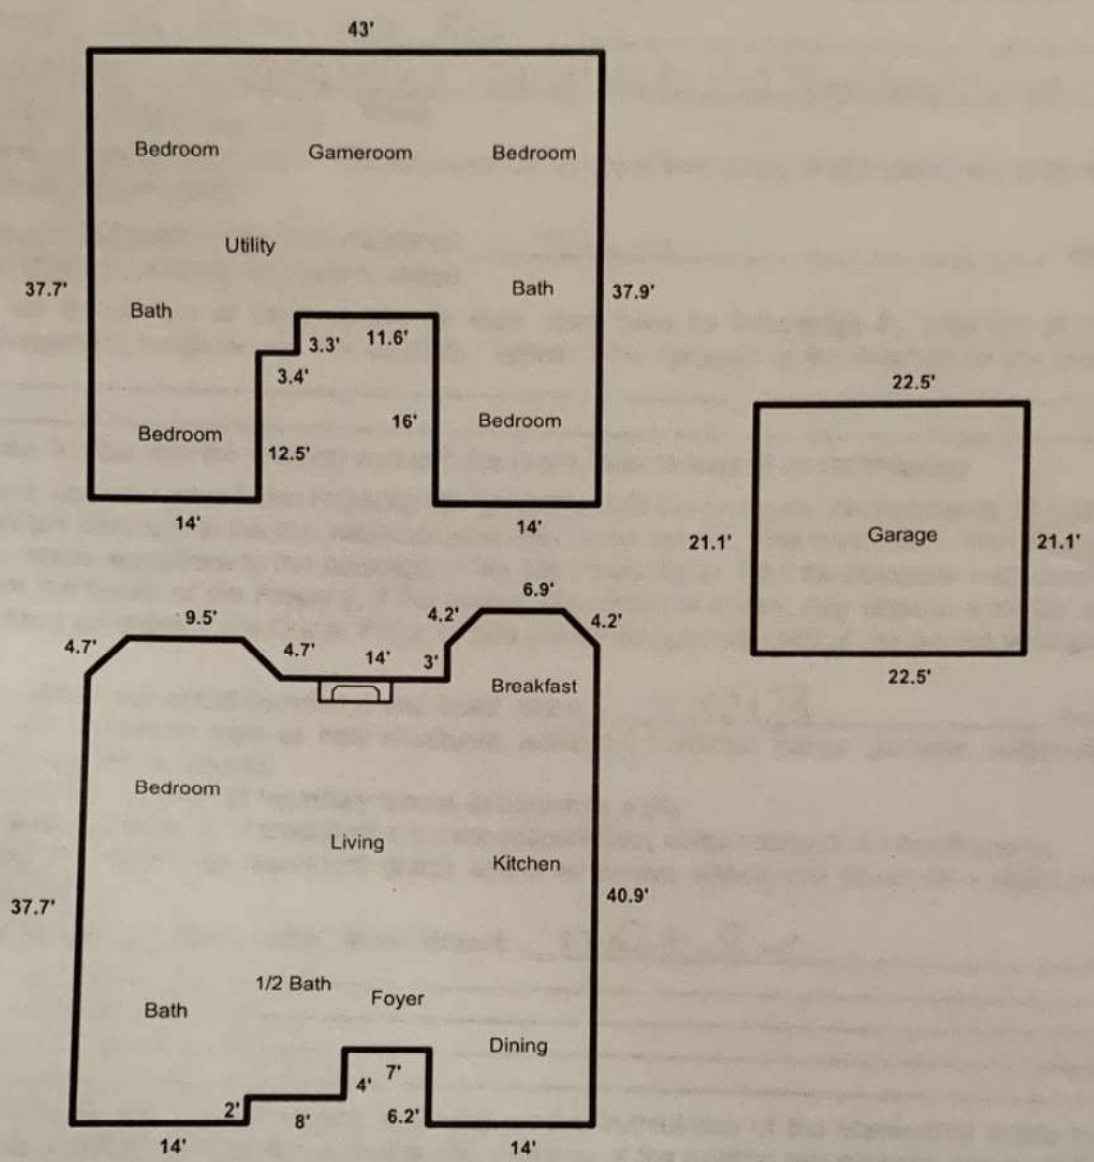 43'
Bedroom
Gameroom
Bedroom
Utility
37.7'
Bath
Bath
37.9'
3.3'
11.6'
3.4'
Bedroom
12.5'
16'
Bedroom
14'
14'
22.5'
21.1'
Garage
21.1'
22.5'
4.7'
9.5'
4.7'
14'
3'
4.2'
6.9'
4.2'
Breakfast
Bedroom
Living
Kitchen
37.7'
40.9'
1/2 Bath
Foyer
Bath
Dining
7'
4'
2'
8'
6.2'
14'
14'